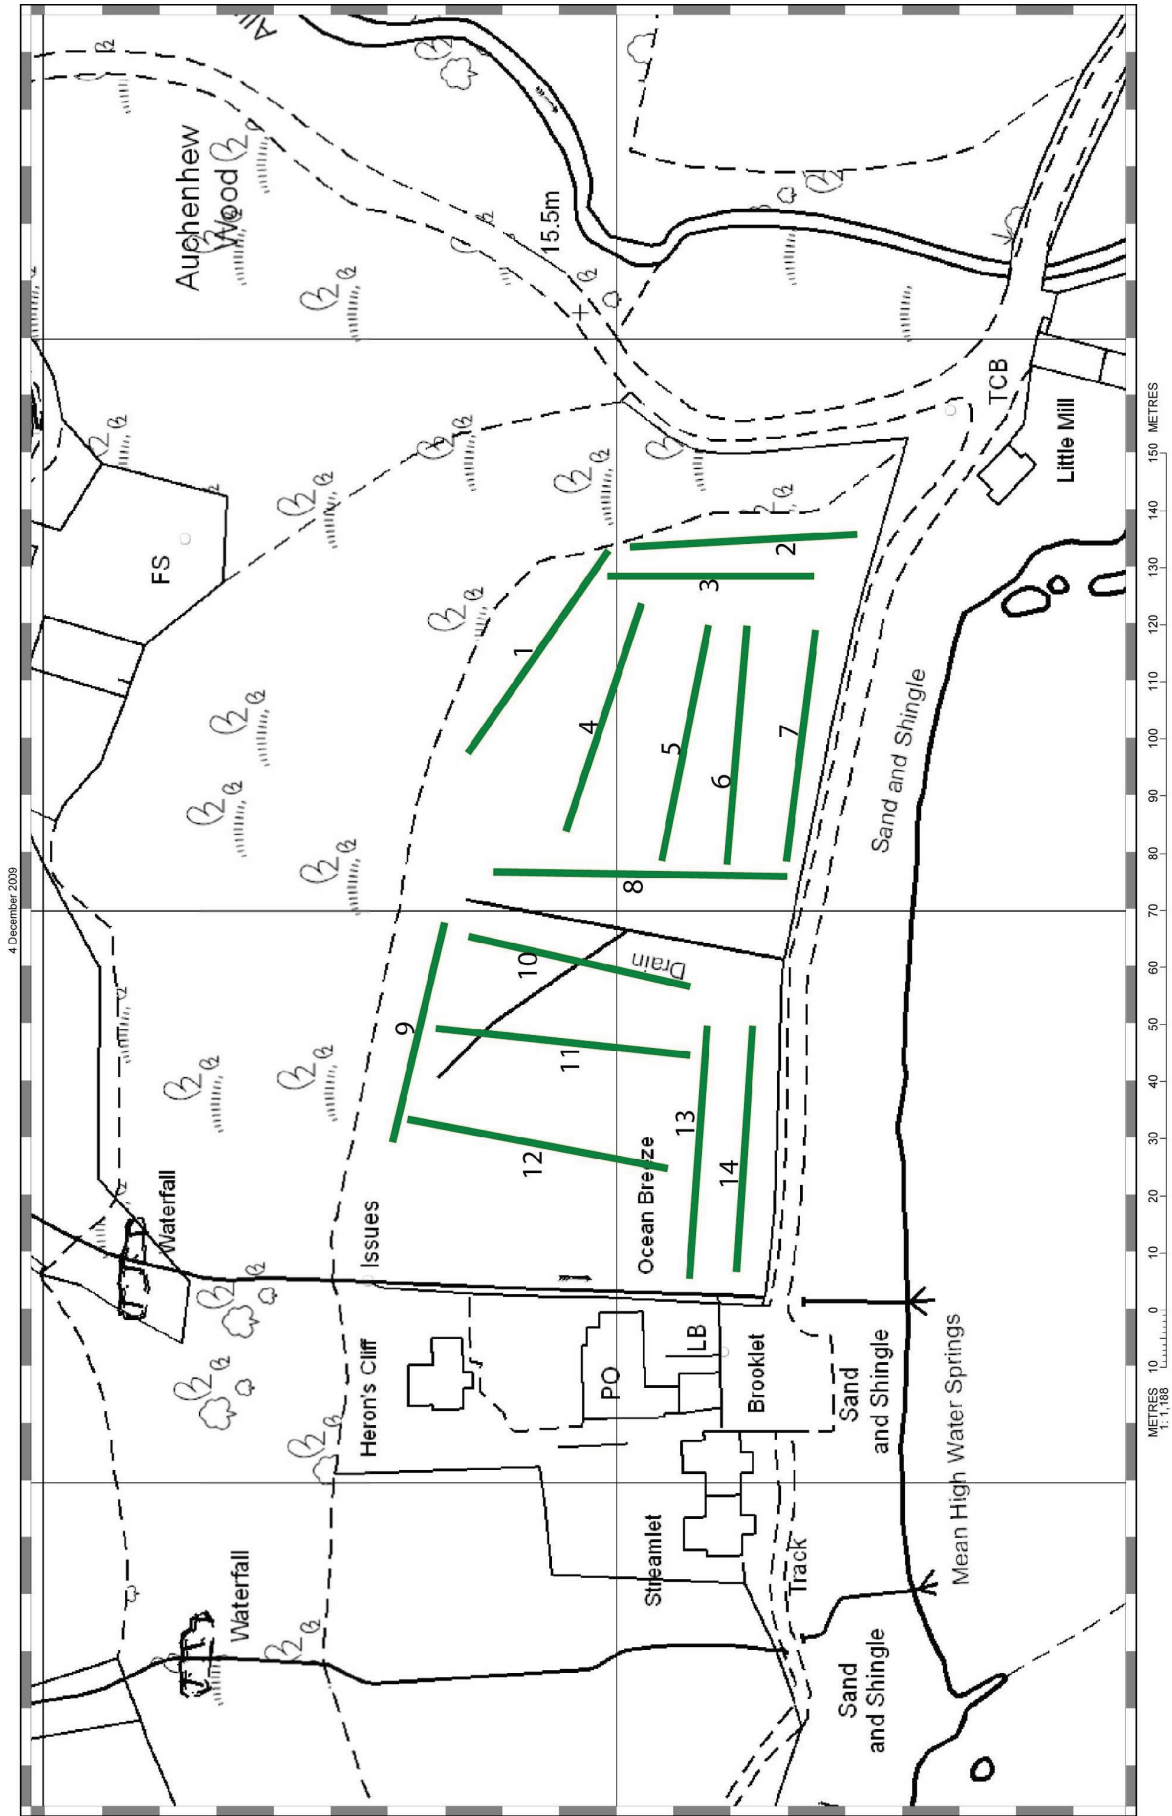 4 December 2009
Waterfall
Waterfall
FS
Auchenhew
Wood
15.5m
Heron's Cliff
Issues
Streamlet
PO
LB
Brooklet
Ocean Breeze
Drain
1
2
3
4
5
6
7
8
9
10
11
12
13
14
Track
Sand
and Shingle
Sand
and Shingle
Sand and Shingle
Mean High Water Springs
TCB
Little Mill
METRES 10 0 10 20 30 40 50 60 70 80 90 100 110 120 130 140 150 METRES
1: 1,188